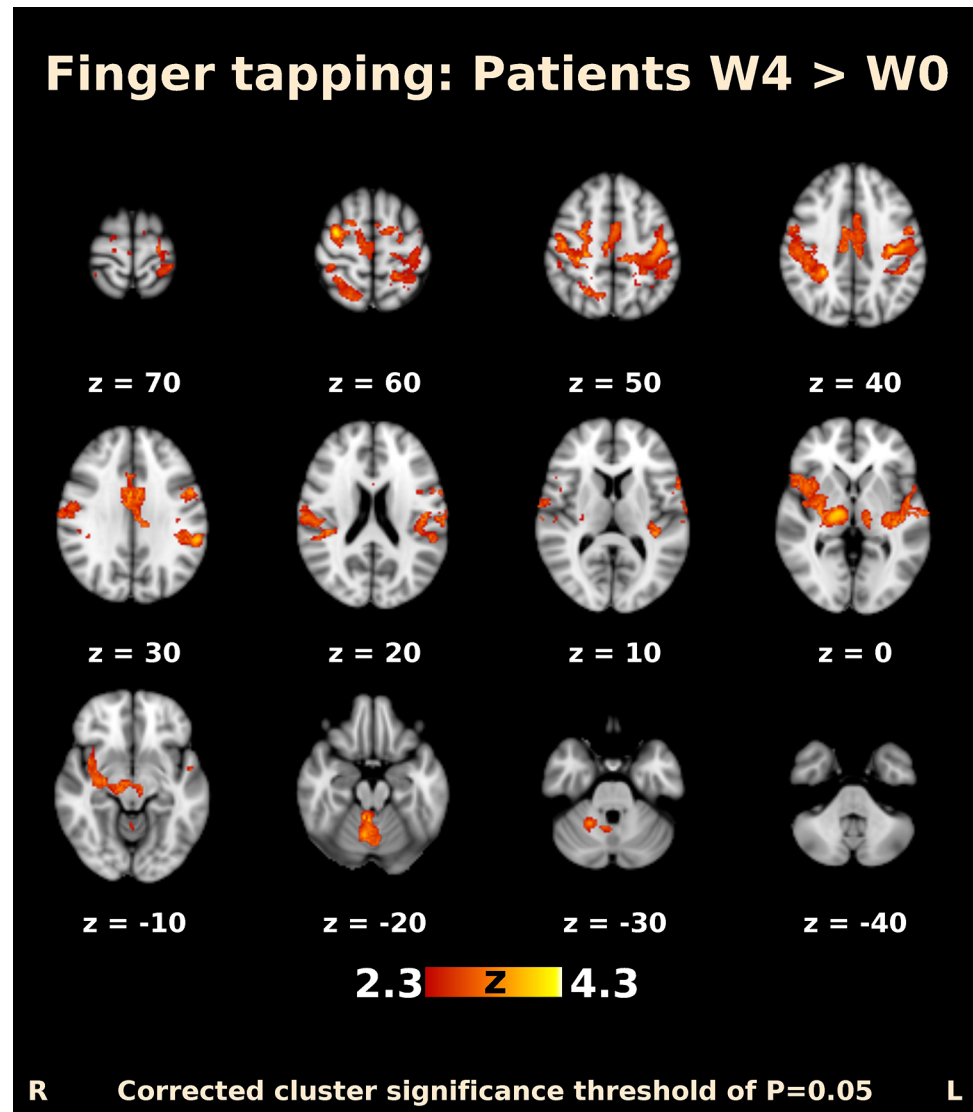 Finger tapping: Patients W4 > W0
z = 70 z = 60 z = 50 z = 40
z = 30 z = 20 z = 10 z = 0
z = -10 z = -20 z = -30 z = -40
2.3 z 4.3
R Corrected cluster significance threshold of P=0.05 L